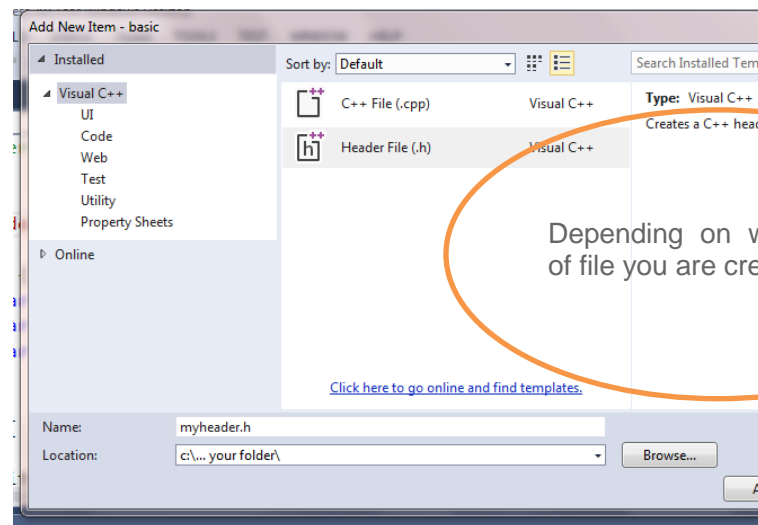 Add New Item - basic
Installed
Sort by: Default
Search Installed Tem
Visual C++
UI
Code
Web
Test
Utility
Property Sheets
Online
C++ File (.cpp) Visual C++
Header File (.h) Visual C++
Type: Visual C++
Creates a C++ head
Depending on w
of file you are cre
Click here to go online and find templates.
Name: myheader.h
Location: c:\... your folder\
Browse...
A